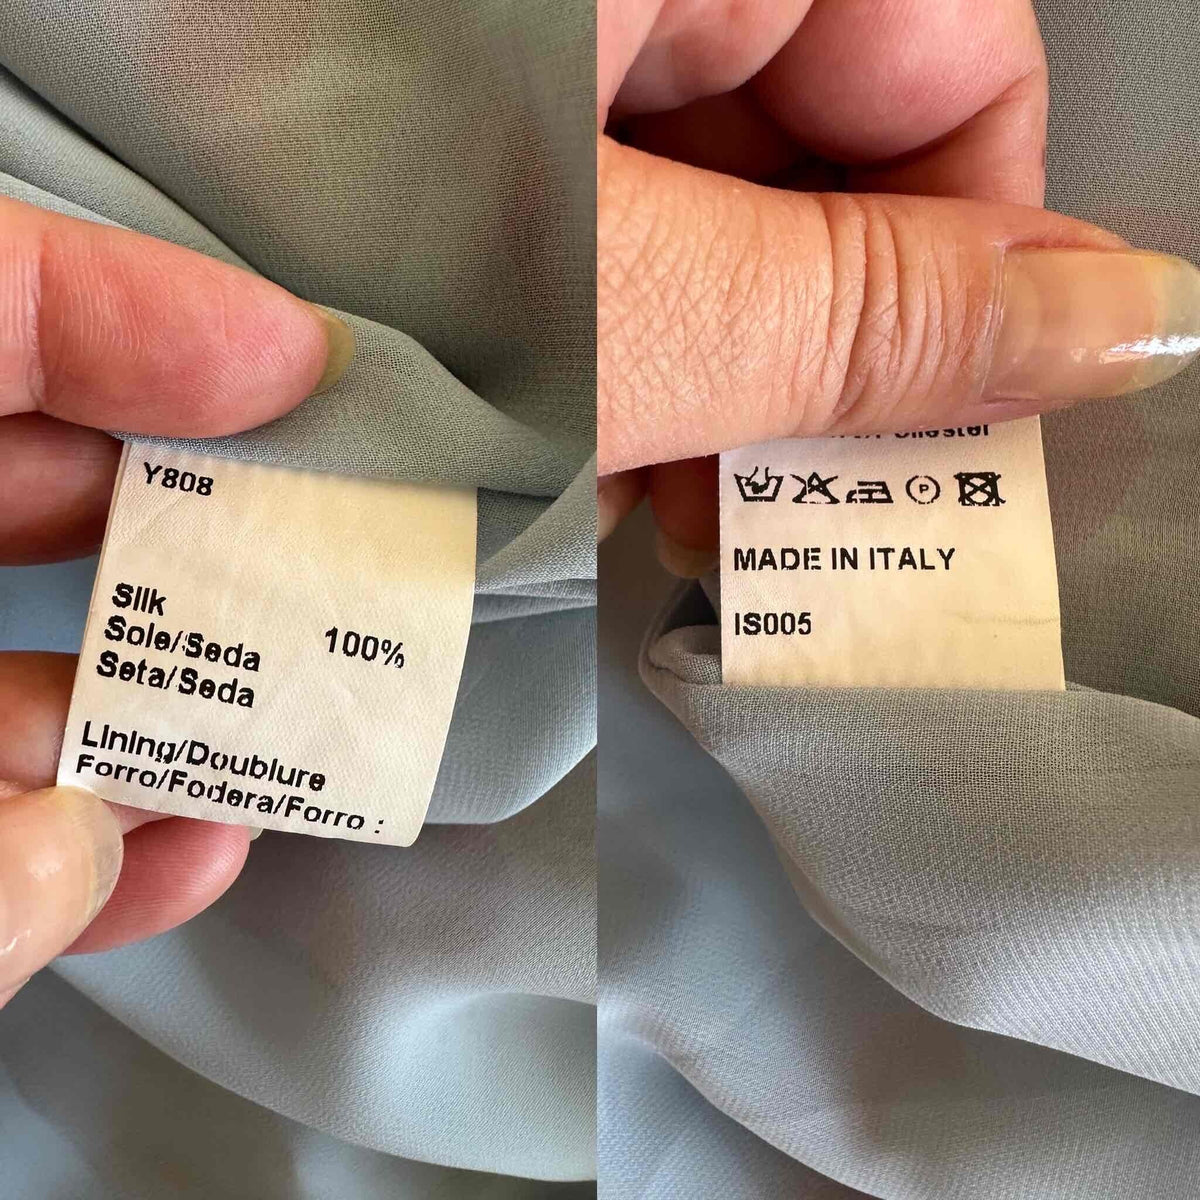 Y808
Silk
Sole/Seda 100%
Seta/Seda
Lining/Doublure
Forro/Fodera/Forro :
P
MADE IN ITALY
IS005